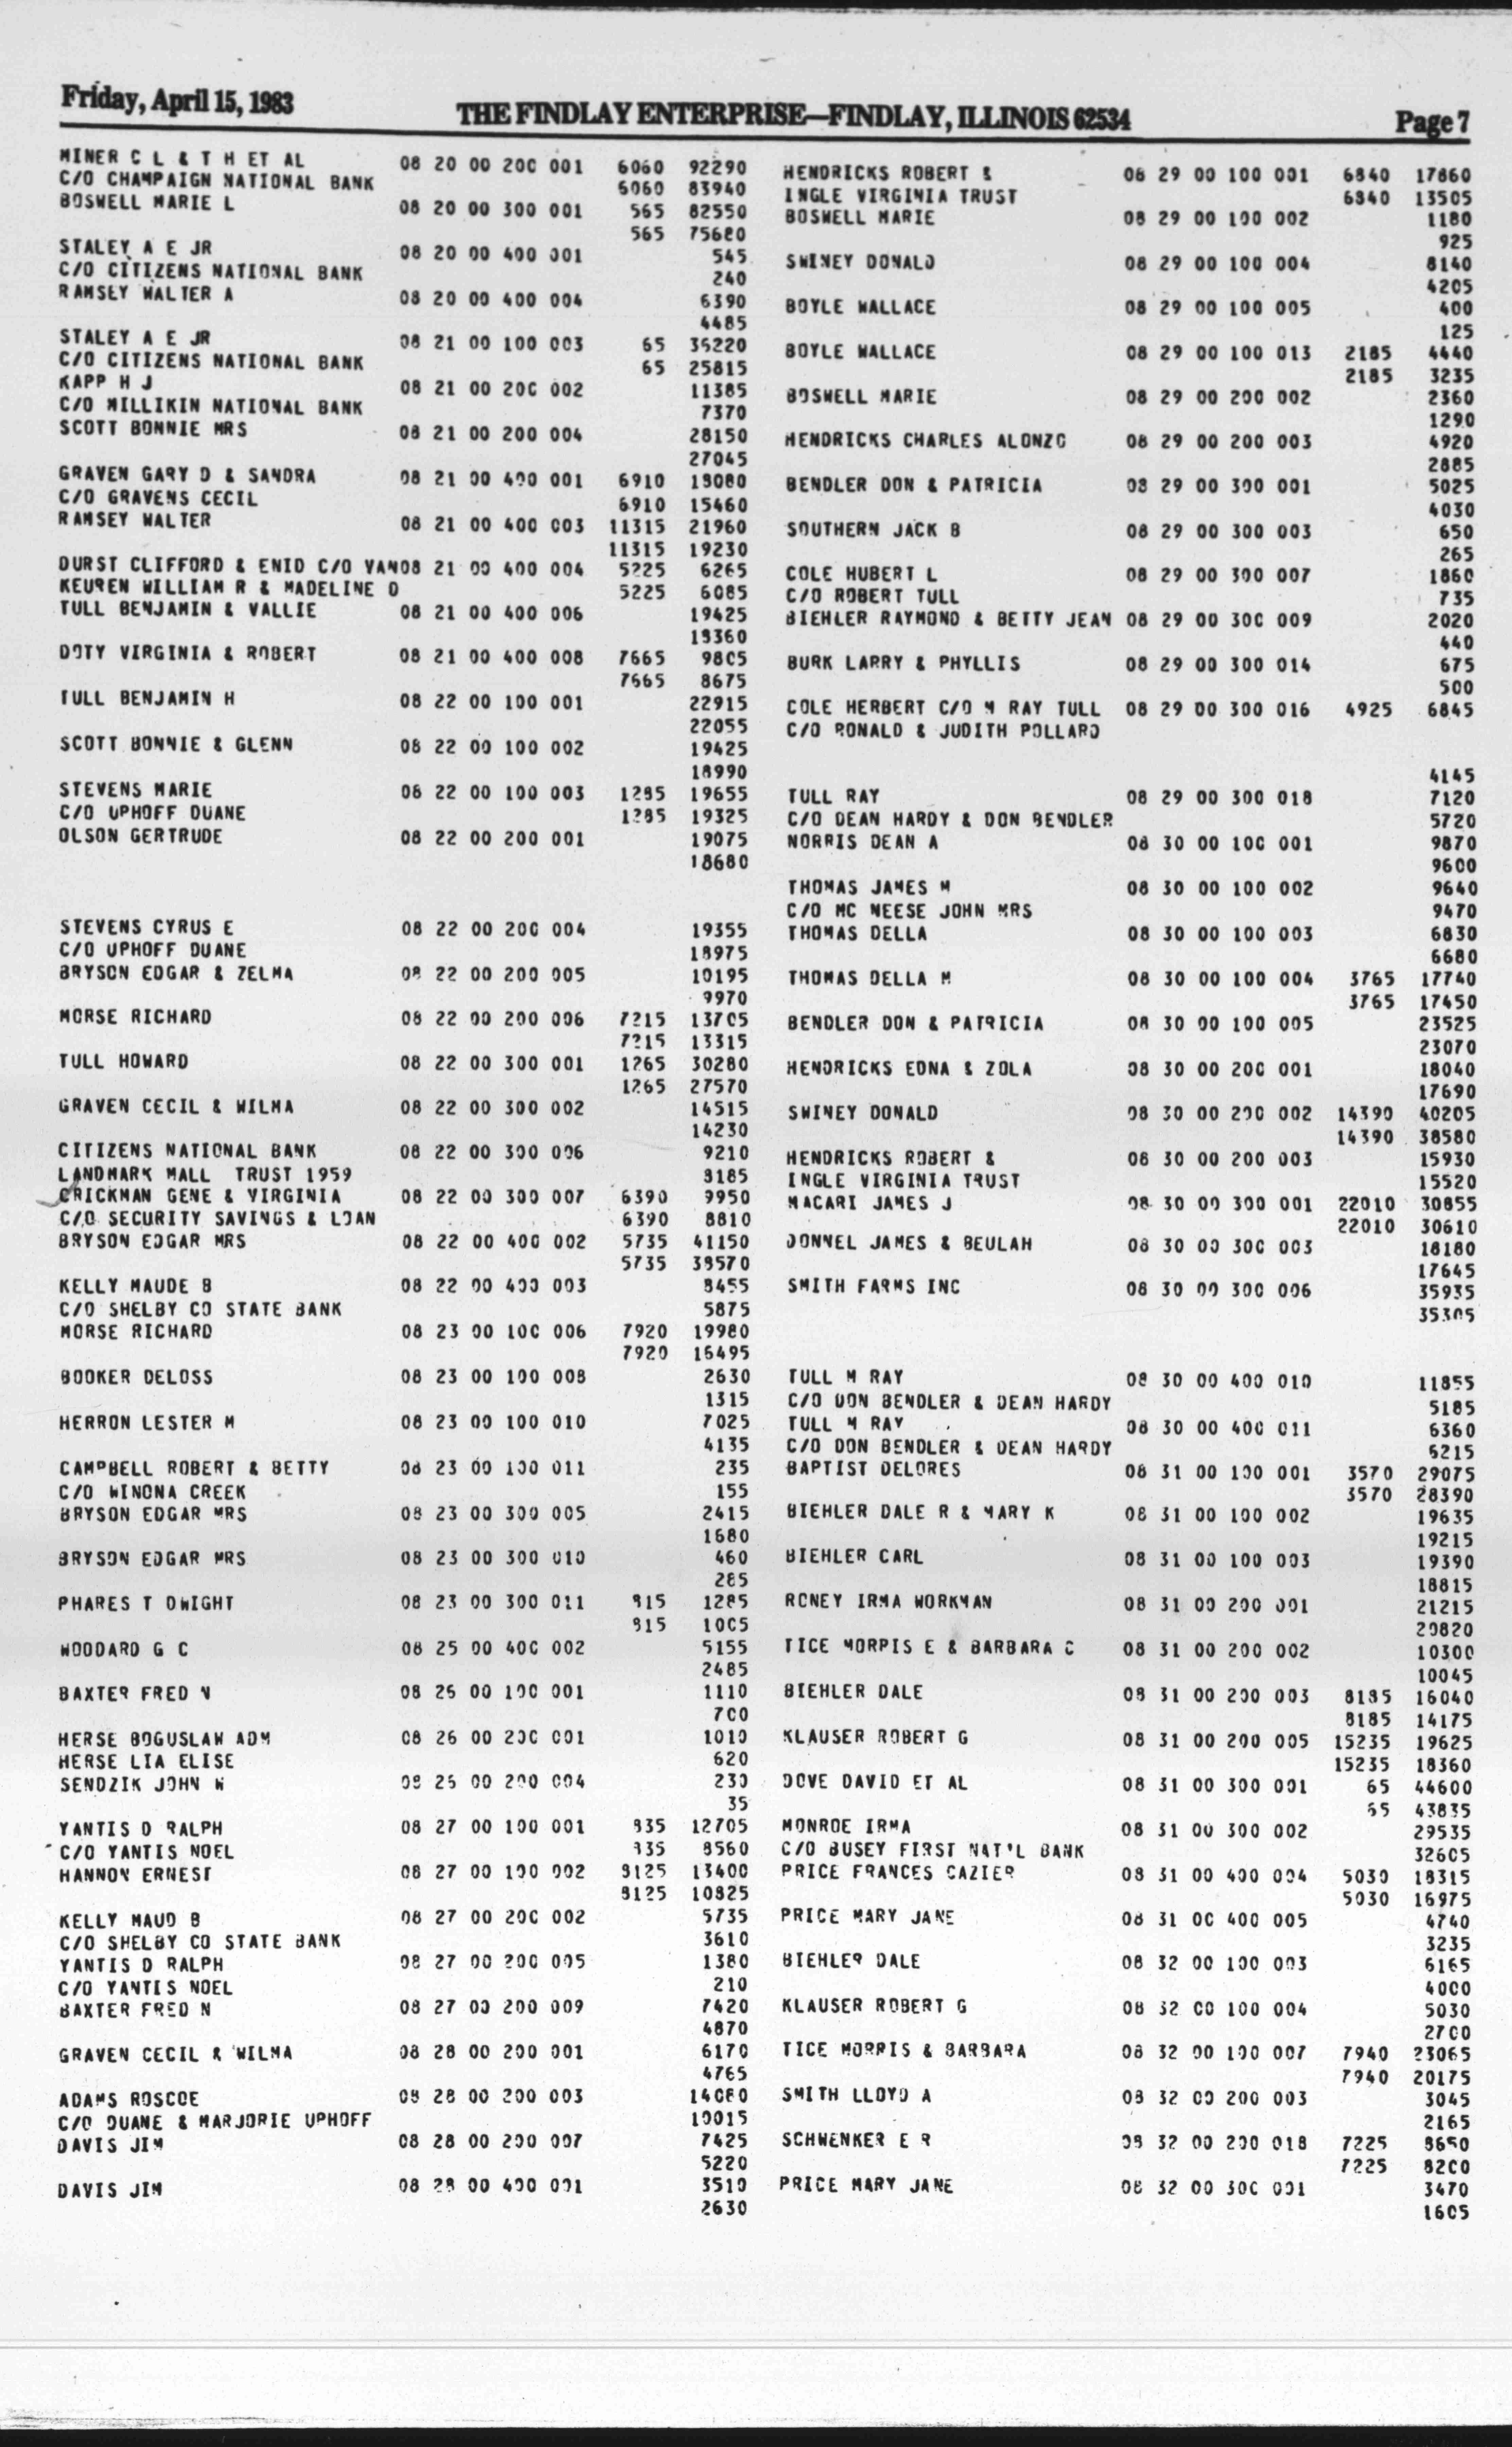 Friday, April 15, 1983
THE FINDLAY ENTERPRISE—FINDLAY, ILLINOIS 62534
Page 7
MINER C L & T H ET AL 08 20 00 200 001 6060 92290
C/O CHAMPAIGN NATIONAL BANK 6060 83940
BOSWELL MARIE L 08 20 00 300 001 565 82550
565 75680
STALEY A E JR 08 20 00 400 001 545
C/O CITIZENS NATIONAL BANK 240
RAMSEY WALTER A 08 20 00 400 004 6390
4485
STALEY A E JR 08 21 00 100 003 65 36220
C/O CITIZENS NATIONAL BANK 65 25815
KAPP H J 08 21 00 200 002 11385
C/O MILLIKIN NATIONAL BANK 7370
SCOTT BONNIE MRS 08 21 00 200 004 28150
27045
GRAVEN GARY D & SANDRA 08 21 00 400 001 6910 18080
C/O GRAVENS CECIL 6910 15460
RAMSEY WALTER 08 21 00 400 003 11315 21960
11315 19230
DURST CLIFFORD & ENID C/O VAN 08 21 00 400 004 5225 6265
KEUREN WILLIAM R & MADELINE D 5225 6085
TULL BENJAMIN & VALLIE 08 21 00 400 006 19425
18360
DOTY VIRGINIA & ROBERT 08 21 00 400 008 7665 9805
7665 8675
TULL BENJAMIN H 08 22 00 100 001 22915
22055
SCOTT BONNIE & GLENN 08 22 00 100 002 19425
18990
STEVENS MARIE 08 22 00 100 003 1285 19655
C/O UPHOFF DUANE 1285 19325
OLSON GERTRUDE 08 22 00 200 001 19075
18680
STEVENS CYRUS E 08 22 00 200 004 19355
C/O UPHOFF DUANE 18975
BRYSON EDGAR & ZELMA 08 22 00 200 005 10195
9970
MORSE RICHARD 08 22 00 200 006 7215 13705
7215 13315
TULL HOWARD 08 22 00 300 001 1265 30280
1265 27570
GRAVEN CECIL & WILMA 08 22 00 300 002 14515
14230
CITIZENS NATIONAL BANK 08 22 00 300 006 9210
LANDMARK MALL TRUST 1959 8185
CRICKMAN GENE & VIRGINIA 08 22 00 300 007 6390 9950
C/O SECURITY SAVINGS & LOAN 6390 8810
BRYSON EDGAR MRS 08 22 00 400 002 5735 41150
5735 38570
KELLY MAUDE B 08 22 00 400 003 8455
C/O SHELBY CO STATE BANK 5875
MORSE RICHARD 08 23 00 100 006 7920 19980
7920 16495
BOOKER DELOSS 08 23 00 100 008 2630
1315
HERRON LESTER M 08 23 00 100 010 7025
4135
CAMPBELL ROBERT & BETTY 08 23 00 100 011 235
C/O WINONA CREEK 155
BRYSON EDGAR MRS 08 23 00 300 005 2415
1680
BRYSON EDGAR MRS 08 23 00 300 010 460
285
PHARES T DWIGHT 08 23 00 300 011 815 1285
815 1005
WOODARD G C 08 25 00 400 002 5155
2485
BAXTER FRED N 08 26 00 100 001 1110
700
HERSE BOGUSLAW ADM 08 26 00 200 001 1010
HERSE LIA ELISE 620
SENDZIK JOHN W 08 26 00 200 004 230
35
YANTIS D RALPH 08 27 00 100 001 835 12705
C/O YANTIS NOEL 835 8560
HANNON ERNEST 08 27 00 100 002 8125 13400
8125 10825
KELLY MAUD B 08 27 00 200 002 5735
C/O SHELBY CO STATE BANK 3610
YANTIS D RALPH 08 27 00 200 005 1380
C/O YANTIS NOEL 210
BAXTER FRED N 08 27 00 200 009 7420
4870
GRAVEN CECIL & WILMA 08 28 00 200 001 6170
4765
ADAMS ROSCOE 08 28 00 200 003 14080
C/O DUANE & MARJORIE UPHOFF 10015
DAVIS JIM 08 28 00 200 007 7425
5220
DAVIS JIM 08 28 00 400 001 3510
2630
HENDRICKS ROBERT & 08 29 00 100 001 6840 17860
INGLE VIRGINIA TRUST 6840 13505
BOSWELL MARIE 08 29 00 100 002 1180
925
SWINEY DONALD 08 29 00 100 004 8140
4205
BOYLE WALLACE 08 29 00 100 005 400
125
BOYLE WALLACE 08 29 00 100 013 2185 4440
2185 3235
BOSWELL MARIE 08 29 00 200 002 2360
1290
HENDRICKS CHARLES ALONZO 08 29 00 200 003 4920
2885
BENDLER DON & PATRICIA 08 29 00 300 001 5025
4030
SOUTHERN JACK B 08 29 00 300 003 650
265
COLE HUBERT L 08 29 00 300 007 1860
C/O ROBERT TULL 735
BIEHLER RAYMOND & BETTY JEAN 08 29 00 300 009 2020
440
BURK LARRY & PHYLLIS 08 29 00 300 014 675
500
COLE HERBERT C/O M RAY TULL 08 29 00 300 016 4925 6845
C/O RONALD & JUDITH POLLARD
4145
TULL RAY 08 29 00 300 018 7120
C/O DEAN HARDY & DON BENDLER 5720
NORRIS DEAN A 08 30 00 100 001 9870
9600
THOMAS JAMES M 08 30 00 100 002 9640
C/O MC NEESE JOHN MRS 9470
THOMAS DELLA 08 30 00 100 003 6830
6680
THOMAS DELLA M 08 30 00 100 004 3765 17740
3765 17450
BENDLER DON & PATRICIA 08 30 00 100 005 23525
23070
HENDRICKS EDNA & ZOLA 08 30 00 200 001 18040
17690
SWINEY DONALD 08 30 00 200 002 14390 40205
14390 38580
HENDRICKS ROBERT & 08 30 00 200 003 15930
INGLE VIRGINIA TRUST 15520
MACARI JAMES J 08 30 00 300 001 22010 30855
22010 30610
DONNEL JAMES & BEULAH 08 30 00 300 003 18180
17645
SMITH FARMS INC 08 30 00 300 006 35935
35305
TULL M RAY 08 30 00 400 010 11855
C/O DON BENDLER & DEAN HARDY 5185
TULL M RAY 08 30 00 400 011 6360
C/O DON BENDLER & DEAN HARDY 6215
BAPTIST DELORES 08 31 00 100 001 3570 29075
3570 28390
BIEHLER DALE R & MARY K 08 31 00 100 002 19635
19215
BIEHLER CARL 08 31 00 100 003 19390
18815
RONEY IRMA WORKMAN 08 31 00 200 001 21215
20820
TICE MORRIS E & BARBARA C 08 31 00 200 002 10300
10045
BIEHLER DALE 08 31 00 200 003 8185 16040
8185 14175
KLAUSER ROBERT G 08 31 00 200 005 15235 19625
15235 18360
DOVE DAVID ET AL 08 31 00 300 001 65 44600
65 43835
MONROE IRMA 08 31 00 300 002 29535
C/O BUSEY FIRST NAT'L BANK 32605
PRICE FRANCES CAZIER 08 31 00 400 004 5030 18315
5030 16975
PRICE MARY JANE 08 31 00 400 005 4740
3235
BIEHLER DALE 08 32 00 100 003 6165
4000
KLAUSER ROBERT G 08 32 00 100 004 5030
2700
TICE MORRIS & BARBARA 08 32 00 100 007 7940 23065
7940 20175
SMITH LLOYD A 08 32 00 200 003 3045
2165
SCHWENKER E R 08 32 00 200 018 7225 8650
7225 8200
PRICE MARY JANE 08 32 00 300 001 3470
1605